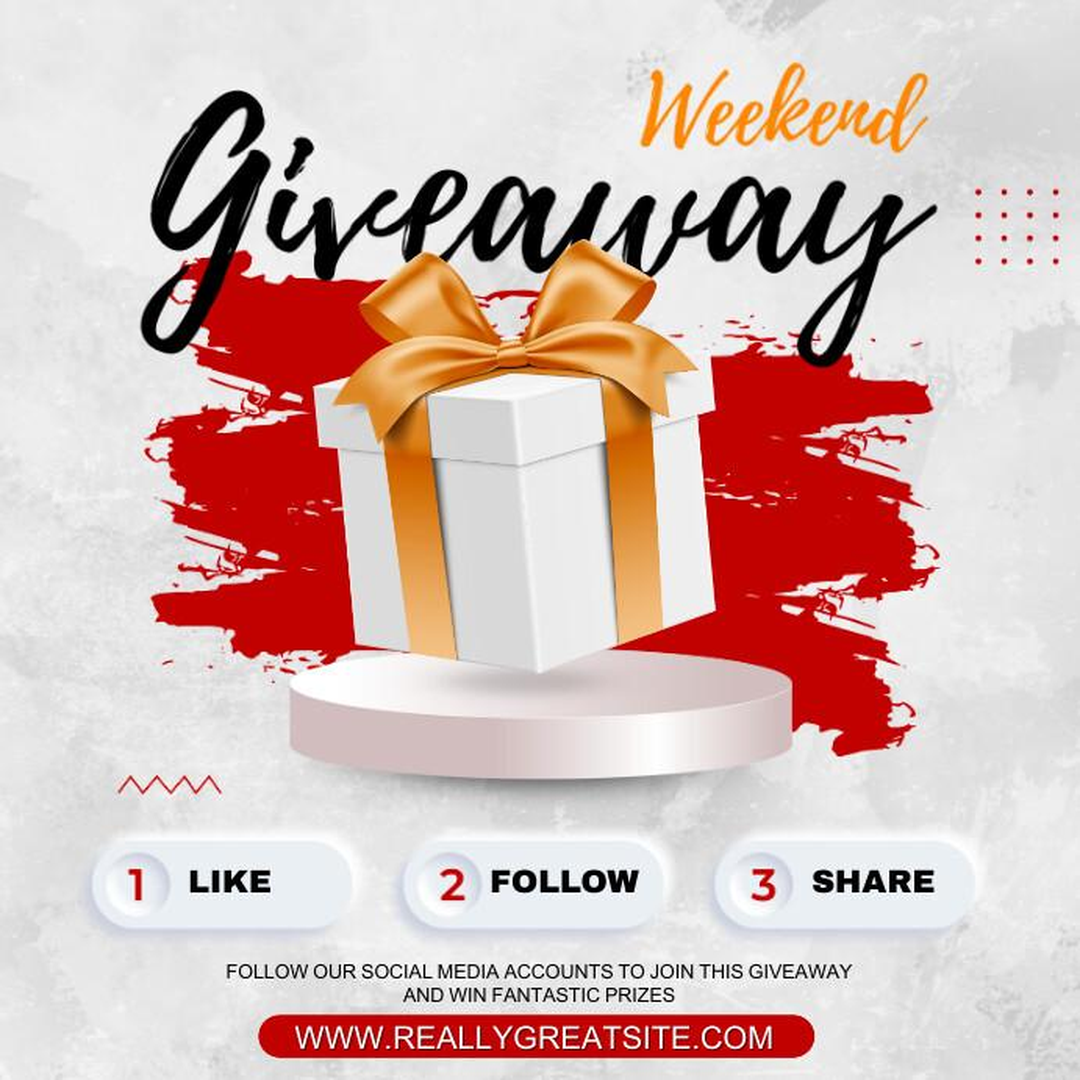 Weekend
Giveaway
1 LIKE
2 FOLLOW
3 SHARE
FOLLOW OUR SOCIAL MEDIA ACCOUNTS TO JOIN THIS GIVEAWAY
AND WIN FANTASTIC PRIZES
WWW.REALLYGREATSITE.COM